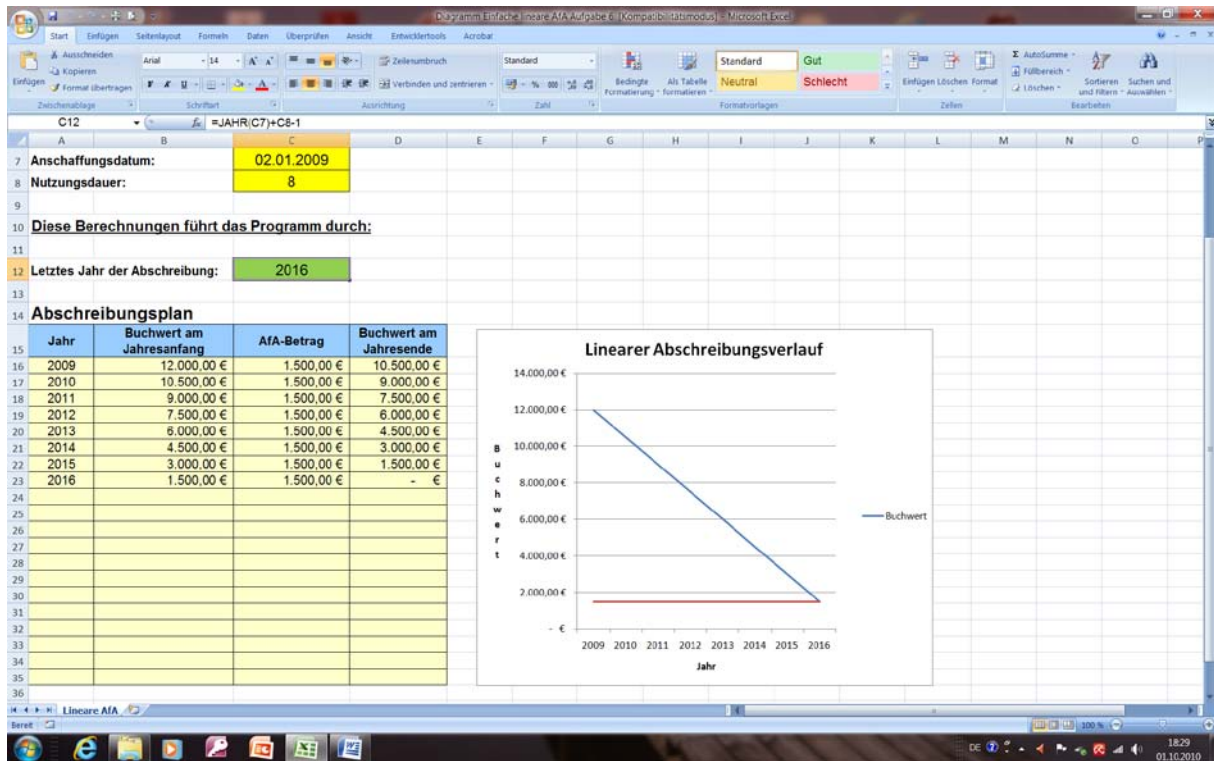 Diagramm Einfache lineare AfA-Aufgabe 6 [Kompatibilitätsmodus] - Microsoft Excel
Start Einfügen Seitenlayout Formeln Daten Überprüfen Ansicht Entwicklertools Acrobat
Einfügen
Ausschneiden
Kopieren
Format übertragen
Zwischenablage
Arial 14
F K U
Schriftart
Zeilenumbruch
Verbinden und zentrieren
Ausrichtung
Standard
% 000
Zahl
Bedingte Formatierung
Als Tabelle formatieren
Standard Gut
Neutral Schlecht
Formatvorlagen
Einfügen Löschen Format
Zellen
Σ AutoSumme
Füllbereich
Löschen
Sortieren und Filtern
Suchen und Auswählen
Bearbeiten
C12 fx =JAHR(C7)+C8-1
A B C D E F G H I J K L M N O P
7 Anschaffungsdatum: 02.01.2009
8 Nutzungsdauer: 8
9
10 Diese Berechnungen führt das Programm durch:
11
12 Letztes Jahr der Abschreibung: 2016
13
14 Abschreibungsplan
15 Jahr Buchwert am Jahresanfang AfA-Betrag Buchwert am Jahresende
16 2009 12.000,00 € 1.500,00 € 10.500,00 €
17 2010 10.500,00 € 1.500,00 € 9.000,00 €
18 2011 9.000,00 € 1.500,00 € 7.500,00 €
19 2012 7.500,00 € 1.500,00 € 6.000,00 €
20 2013 6.000,00 € 1.500,00 € 4.500,00 €
21 2014 4.500,00 € 1.500,00 € 3.000,00 €
22 2015 3.000,00 € 1.500,00 € 1.500,00 €
23 2016 1.500,00 € 1.500,00 € - €
24
25
26
27
28
29
30
31
32
33
34
35
36
Linearer Abschreibungsverlauf
14.000,00 €
12.000,00 €
10.000,00 €
8.000,00 €
6.000,00 €
4.000,00 €
2.000,00 €
- €
Buchwert
2009 2010 2011 2012 2013 2014 2015 2016
Jahr
Buchwert
Lineare AfA
Bereit
100 %
DE
18:29
01.10.2010